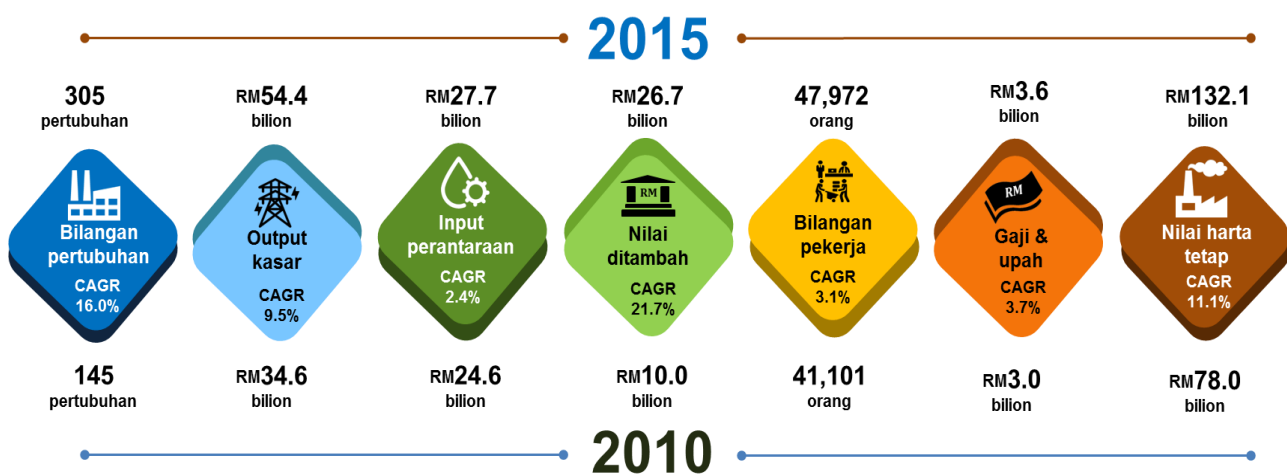 2015
305
pertubuhan
RM54.4
bilion
RM27.7
bilion
RM26.7
bilion
47,972
orang
RM3.6
bilion
RM132.1
bilion
Bilangan
pertubuhan
CAGR
16.0%
Output
kasar
CAGR
9.5%
Input
perantaraan
CAGR
2.4%
RM
Nilai
ditambah
CAGR
21.7%
Bilangan
pekerja
CAGR
3.1%
RM
Gaji &
upah
CAGR
3.7%
Nilai harta
tetap
CAGR
11.1%
145
pertubuhan
RM34.6
bilion
RM24.6
bilion
RM10.0
bilion
41,101
orang
RM3.0
bilion
RM78.0
bilion
2010